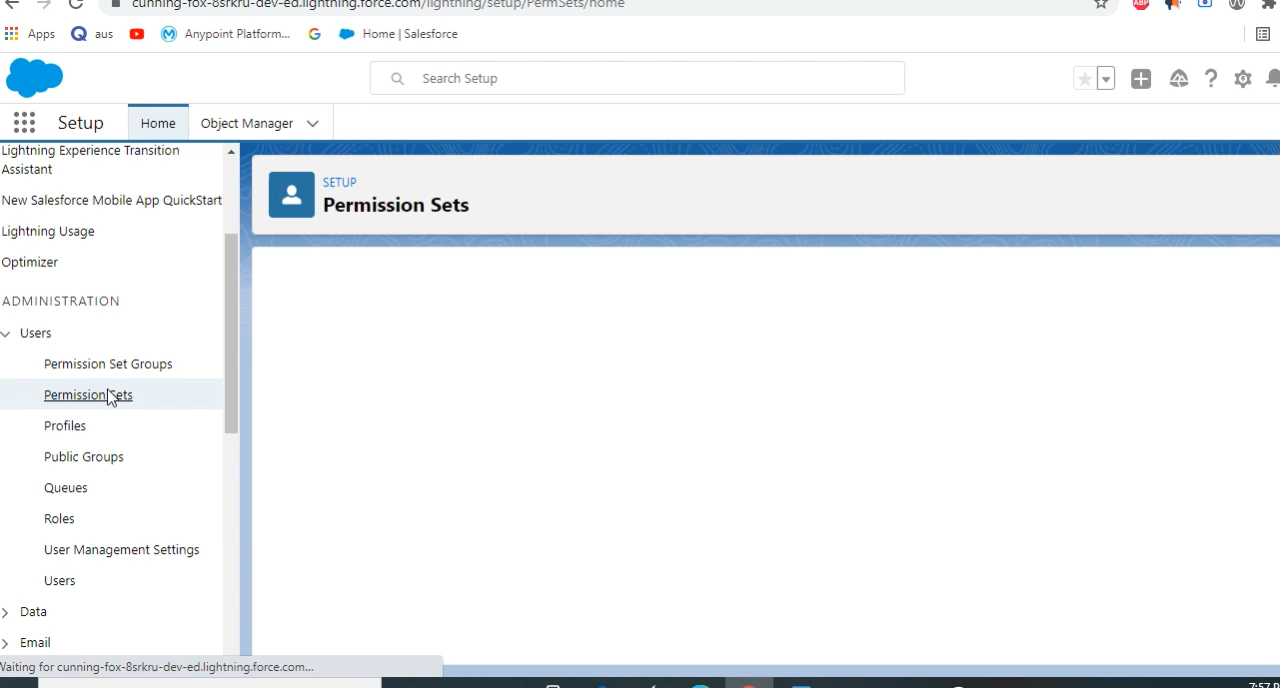 cunning-fox-8srkru-dev-ed.lightning.force.com/lightning/setup/PermSets/home
ABP
Apps
aus
Anypoint Platform...
Home | Salesforce
Search Setup
Setup
Home
Object Manager
Lightning Experience Transition
Assistant
New Salesforce Mobile App QuickStart
Lightning Usage
Optimizer
ADMINISTRATION
Users
Permission Set Groups
Permission Sets
Profiles
Public Groups
Queues
Roles
User Management Settings
Users
Data
Email
SETUP
Permission Sets
Waiting for cunning-fox-8srkru-dev-ed.lightning.force.com...
7:57 P